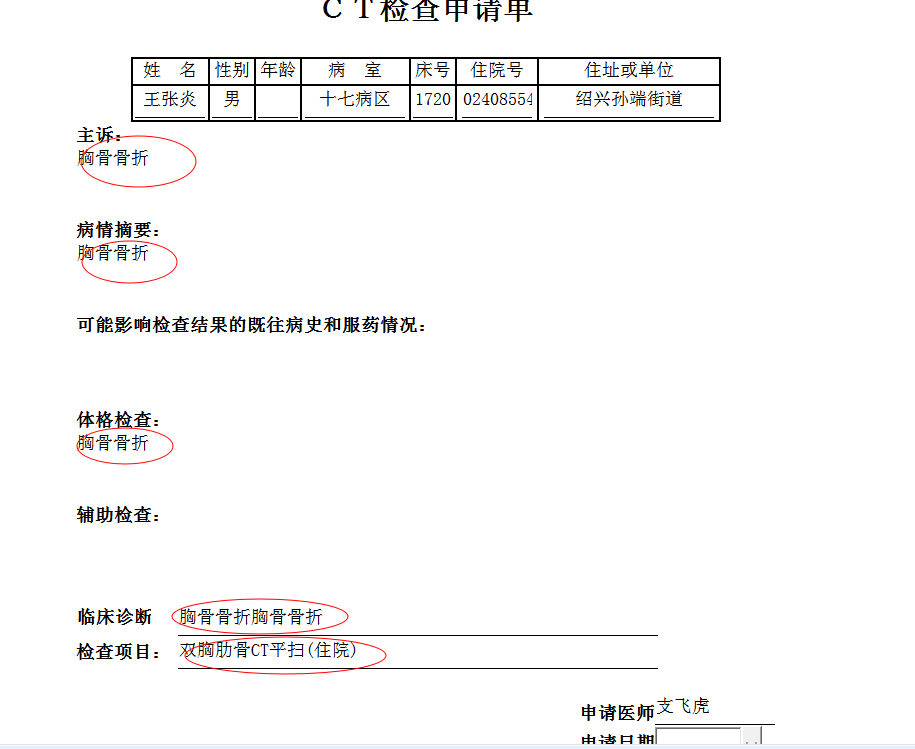 ＣＴ检查申请单
姓 名 性别 年龄 病 室 床号 住院号 住址或单位
王张炎 男 十七病区 1720 02408554 绍兴孙端街道
主诉：
胸骨骨折
病情摘要：
胸骨骨折
可能影响检查结果的既往病史和服药情况：
体格检查：
胸骨骨折
辅助检查：
临床诊断 胸骨骨折胸骨骨折
检查项目： 双胸肋骨CT平扫(住院)
申请医师 支飞虎
申请日期